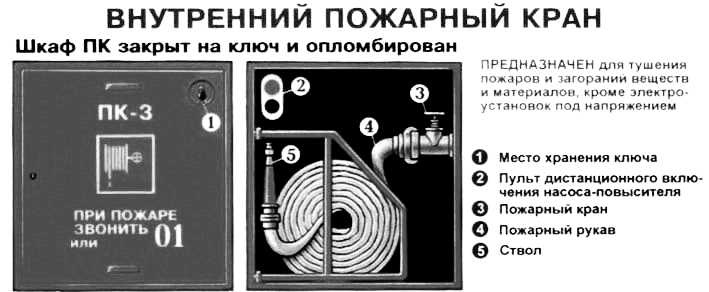 ВНУТРЕННИЙ ПОЖАРНЫЙ КРАН
Шкаф ПК закрыт на ключ и опломбирован
ПК-3
1
ПРИ ПОЖАРЕ
ЗВОНИТЬ
или 01
2
3
4
5
ПРЕДНАЗНАЧЕН для тушения
пожаров и загораний веществ
и материалов, кроме электро-
установок под напряжением
1 Место хранения ключа
2 Пульт дистанционного вклю-
чения насоса-повысителя
3 Пожарный кран
4 Пожарный рукав
5 Ствол